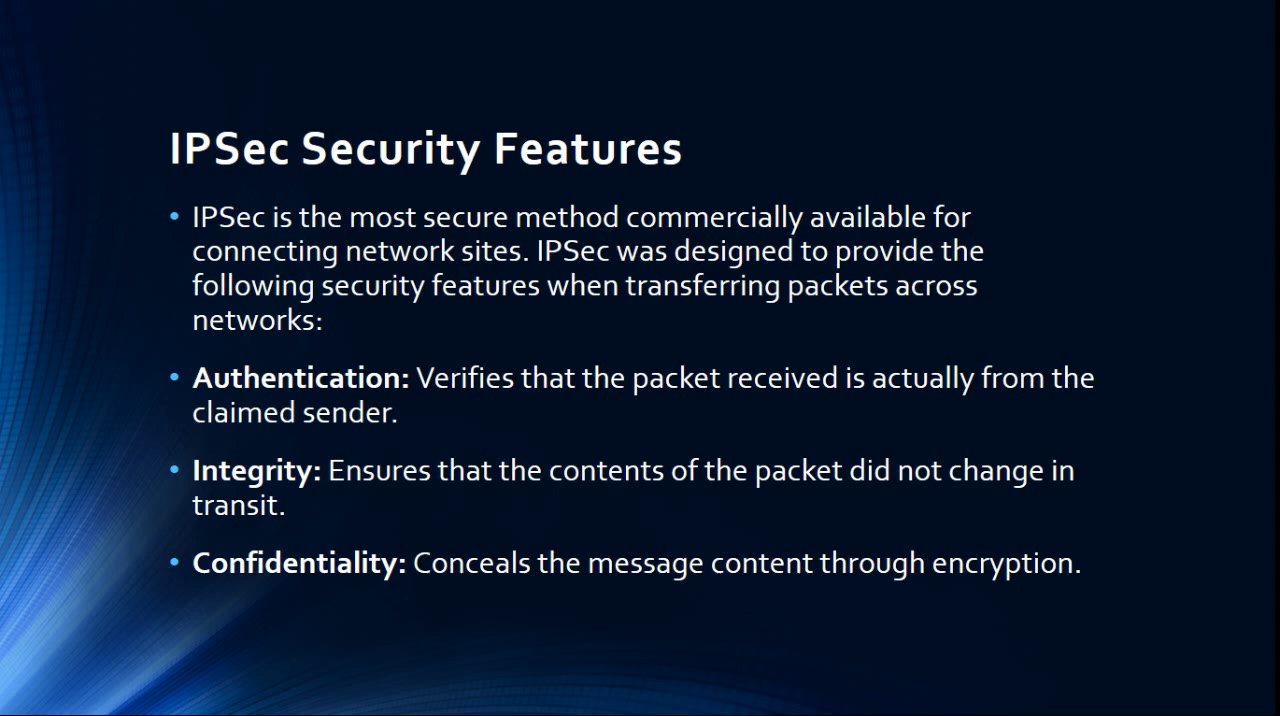 IPSec Security Features
• IPSec is the most secure method commercially available for
connecting network sites. IPSec was designed to provide the
following security features when transferring packets across
networks:
• Authentication: Verifies that the packet received is actually from the
claimed sender.
• Integrity: Ensures that the contents of the packet did not change in
transit.
• Confidentiality: Conceals the message content through encryption.